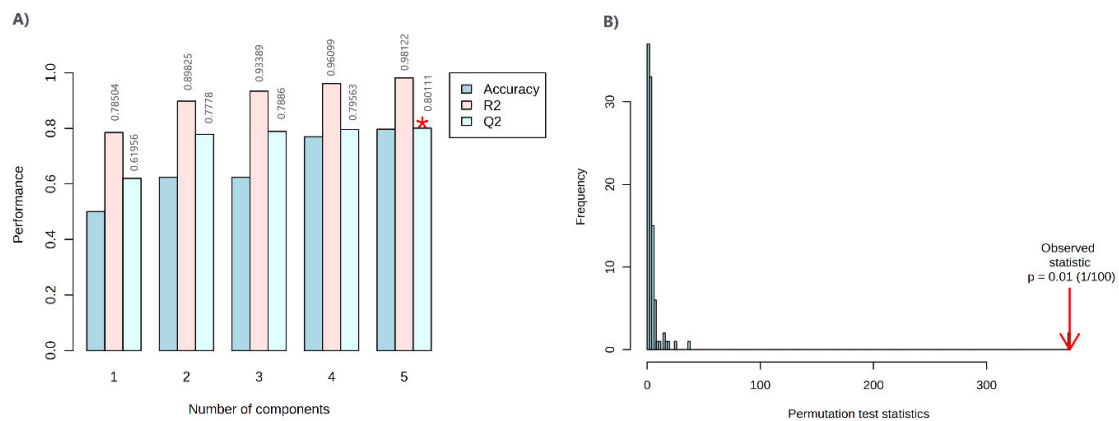 A)
0.78504
0.61956
0.89825
0.7778
0.93389
0.7886
0.96099
0.79563
0.98122
0.80111
*
Accuracy
R2
Q2
Performance
0.0
0.2
0.4
0.6
0.8
1.0
1 2 3 4 5
Number of components
B)
Frequency
0
10
20
30
Observed
statistic
p = 0.01 (1/100)
0 100 200 300
Permutation test statistics